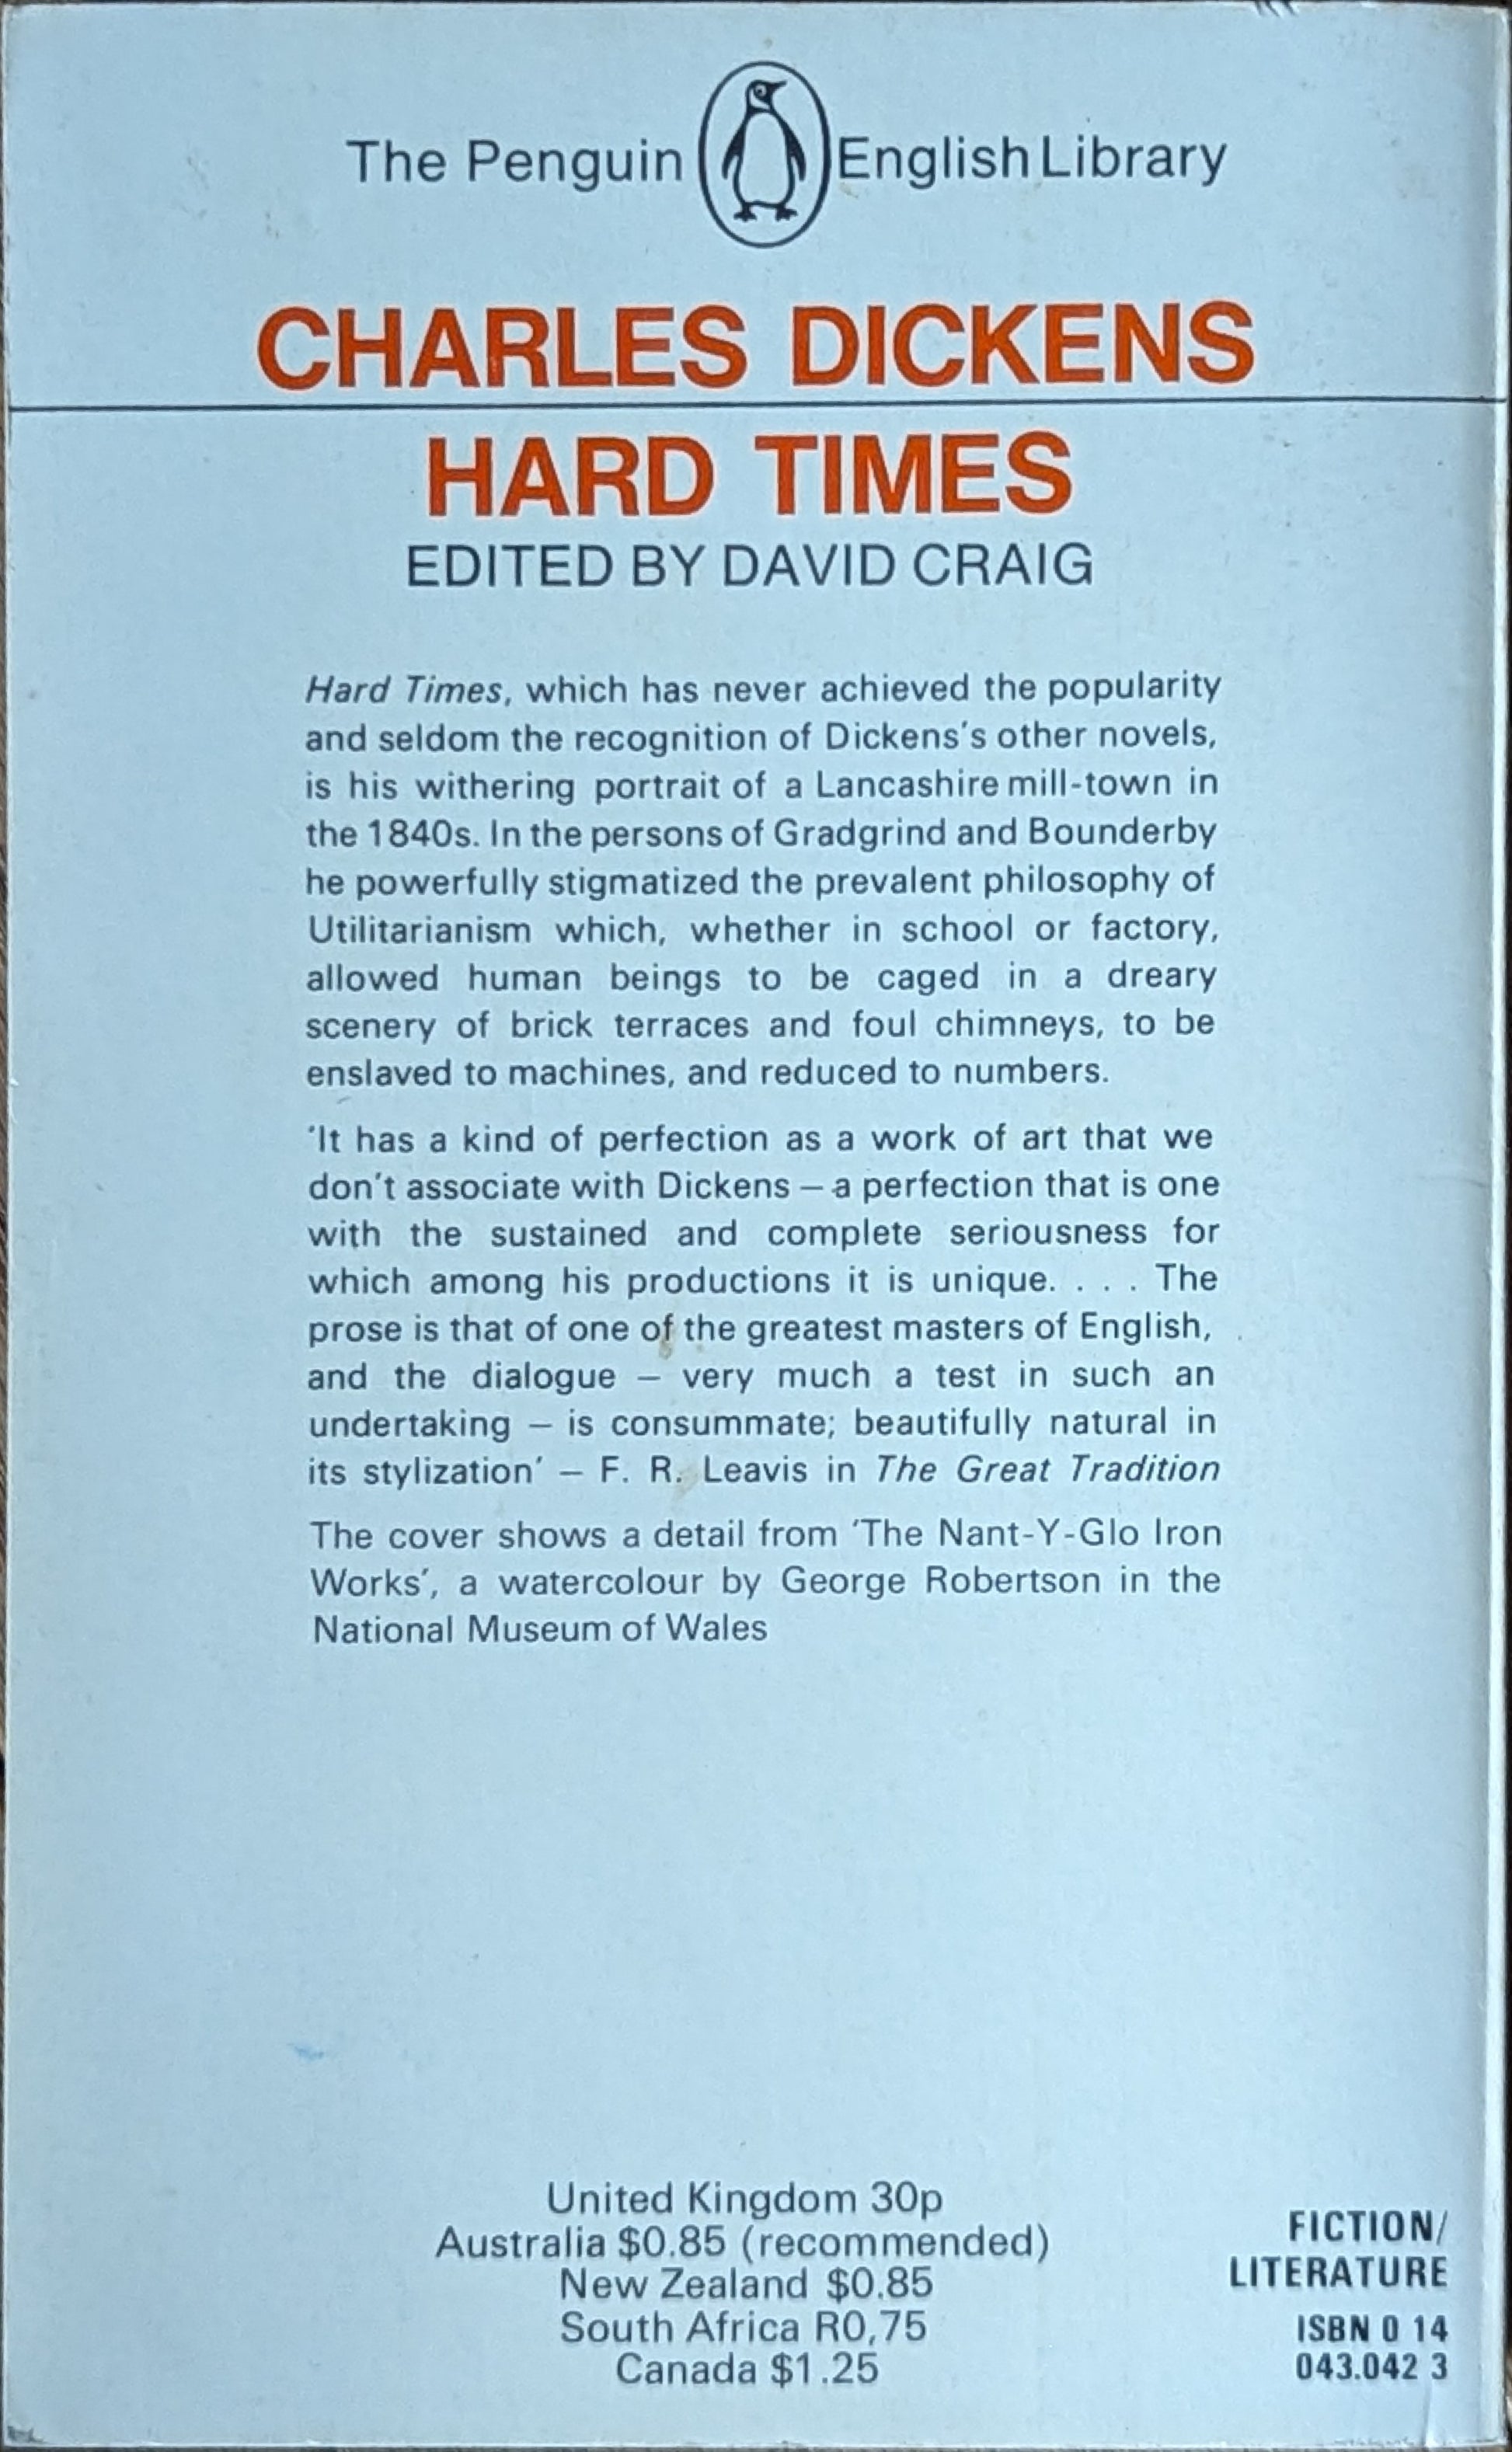 The Penguin English Library
CHARLES DICKENS
HARD TIMES
EDITED BY DAVID CRAIG
Hard Times, which has never achieved the popularity
and seldom the recognition of Dickens's other novels,
is his withering portrait of a Lancashire mill-town in
the 1840s. In the persons of Gradgrind and Bounderby
he powerfully stigmatized the prevalent philosophy of
Utilitarianism which, whether in school or factory,
allowed human beings to be caged in a dreary
scenery of brick terraces and foul chimneys, to be
enslaved to machines, and reduced to numbers.
'It has a kind of perfection as a work of art that we
don't associate with Dickens – a perfection that is one
with the sustained and complete seriousness for
which among his productions it is unique. . . . The
prose is that of one of the greatest masters of English,
and the dialogue – very much a test in such an
undertaking – is consummate; beautifully natural in
its stylization' – F. R. Leavis in The Great Tradition
The cover shows a detail from 'The Nant-Y-Glo Iron
Works', a watercolour by George Robertson in the
National Museum of Wales
United Kingdom 30p
Australia $0.85 (recommended)
New Zealand $0.85
South Africa R0,75
Canada $1.25
FICTION/
LITERATURE
ISBN 0 14
043.042 3